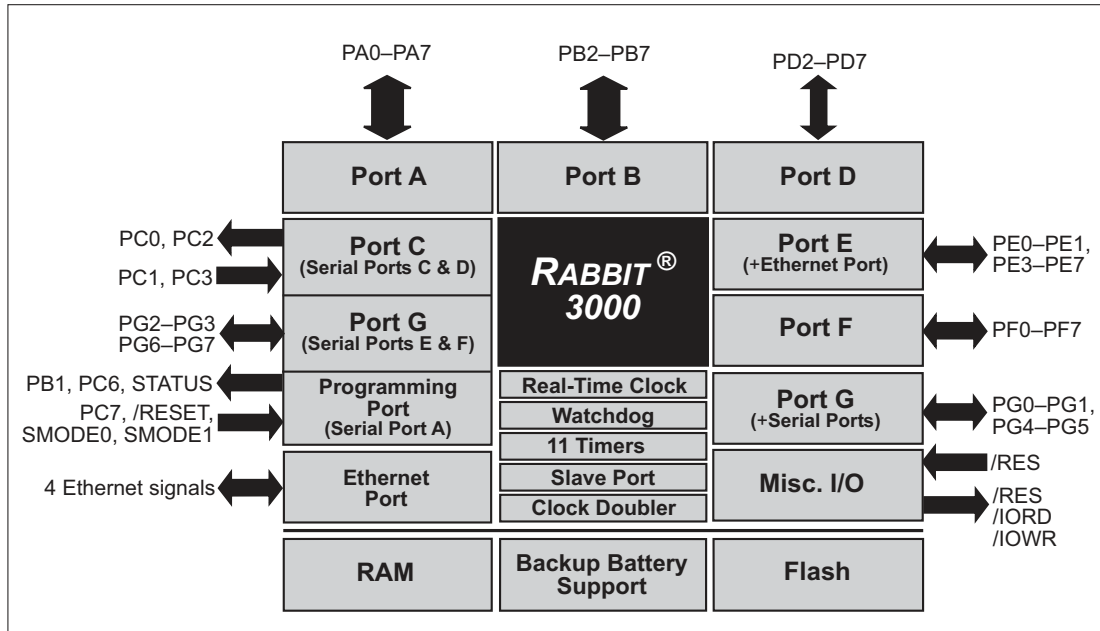 PA0–PA7
PB2–PB7
PD2–PD7
Port A
Port B
Port D
PC0, PC2
PC1, PC3
Port C
(Serial Ports C & D)
RABBIT ®
3000
Port E
(+Ethernet Port)
PE0–PE1,
PE3–PE7
PG2–PG3
PG6–PG7
Port G
(Serial Ports E & F)
Port F
PF0–PF7
PB1, PC6, STATUS
PC7, /RESET,
SMODE0, SMODE1
Programming
Port
(Serial Port A)
Real-Time Clock
Watchdog
11 Timers
Slave Port
Clock Doubler
Port G
(+Serial Ports)
PG0–PG1,
PG4–PG5
4 Ethernet signals
Ethernet
Port
Misc. I/O
/RES
/RES
/IORD
/IOWR
RAM
Backup Battery
Support
Flash